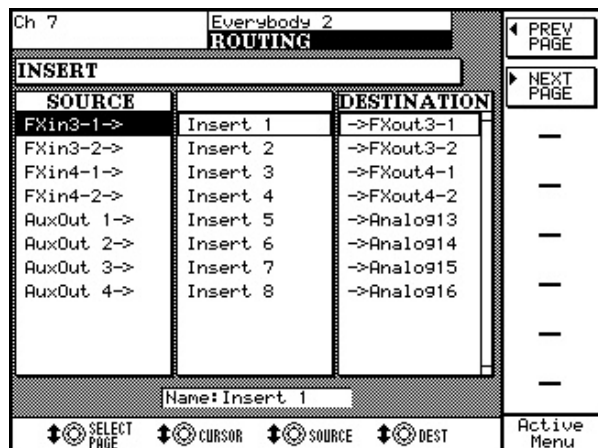 Ch 7
Everybody 2
ROUTING
PREV PAGE
NEXT PAGE
INSERT
SOURCE DESTINATION
FXin3-1-> Insert 1 ->FXout3-1
FXin3-2-> Insert 2 ->FXout3-2
FXin4-1-> Insert 3 ->FXout4-1
FXin4-2-> Insert 4 ->FXout4-2
AuxOut 1-> Insert 5 ->Analog13
AuxOut 2-> Insert 6 ->Analog14
AuxOut 3-> Insert 7 ->Analog15
AuxOut 4-> Insert 8 ->Analog16
Name:Insert 1
SELECT PAGE CURSOR SOURCE DEST
Active Menu